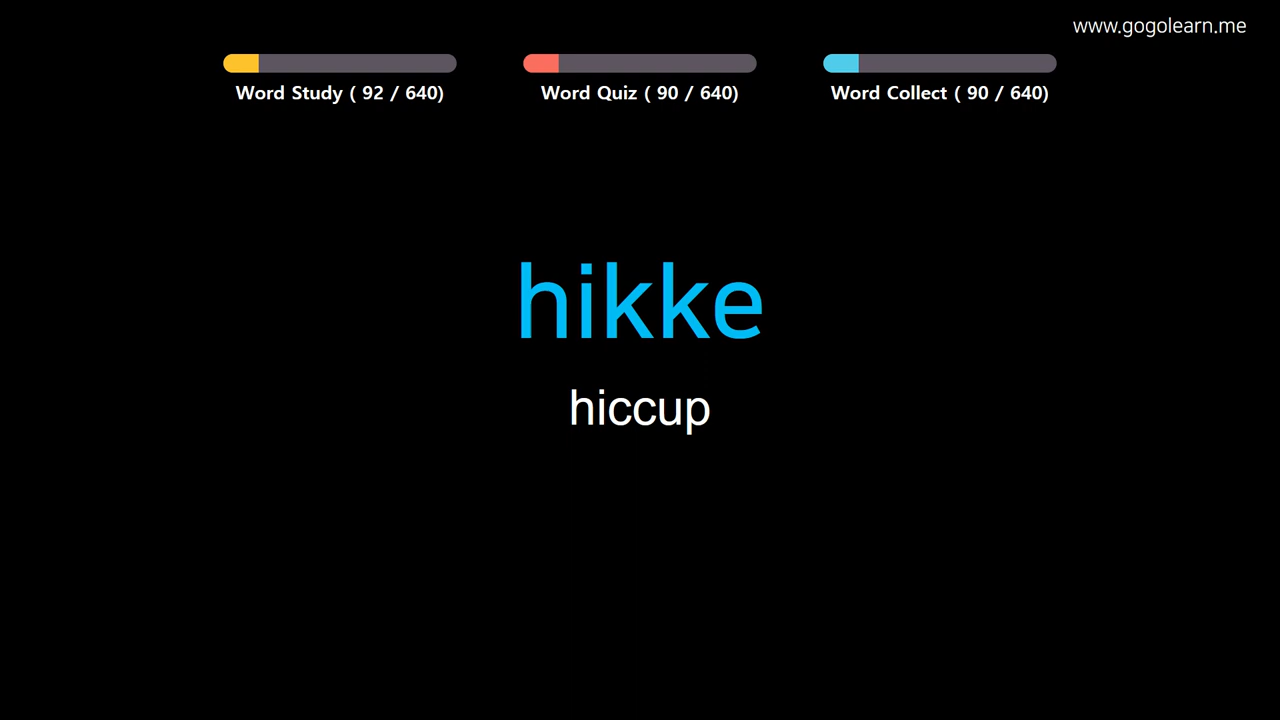 www.gogolearn.me
Word Study ( 92 / 640)
Word Quiz ( 90 / 640)
Word Collect ( 90 / 640)
hikke
hiccup